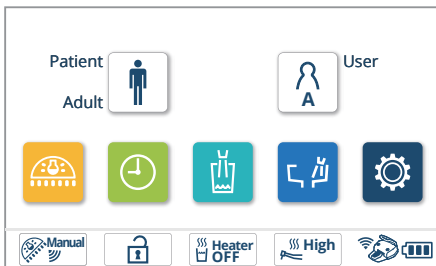 Patient
User
Adult
A
Manual
Heater
OFF
High